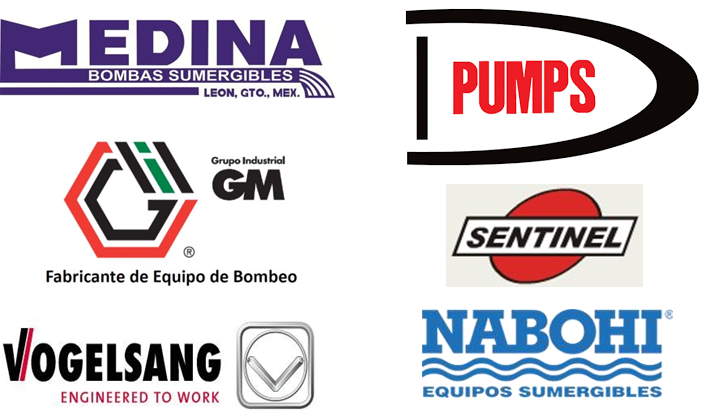 MEDINA
BOMBAS SUMERGIBLES
LEON, GTO., MEX.
PUMPS
Grupo Industrial
GM
®
Fabricante de Equipo de Bombeo
SENTINEL
VOGELSANG
ENGINEERED TO WORK
NABOHI®
EQUIPOS SUMERGIBLES